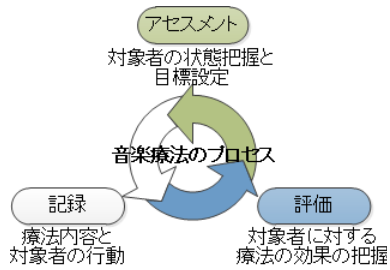 アセスメント
対象者の状態把握と
目標設定
音楽療法のプロセス
記録
療法内容と
対象者の行動
評価
対象者に対する
療法の効果の把握